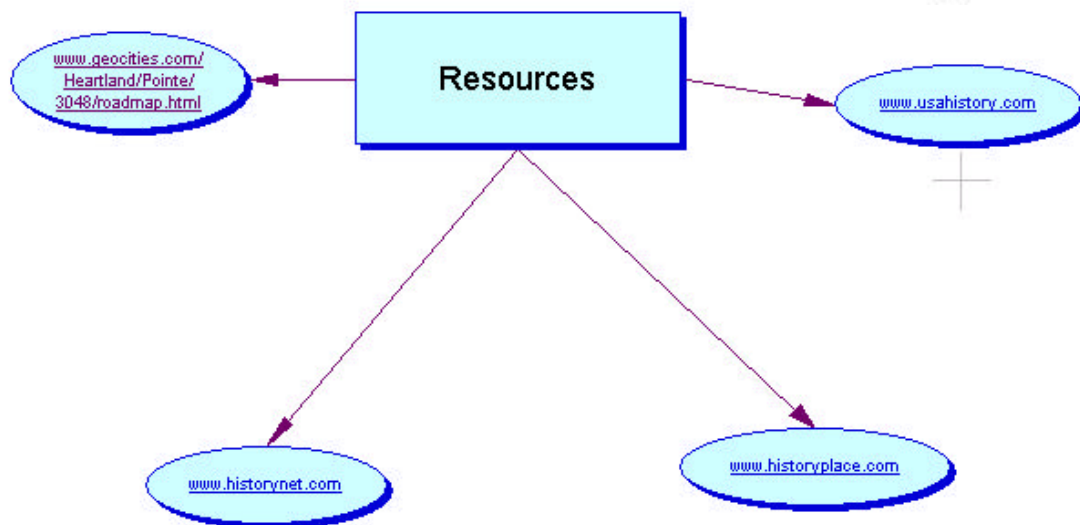 Resources
www.geocities.com/
Heartland/Pointe/
3048/roadmap.html
www.usahistory.com
www.historynet.com
www.historyplace.com